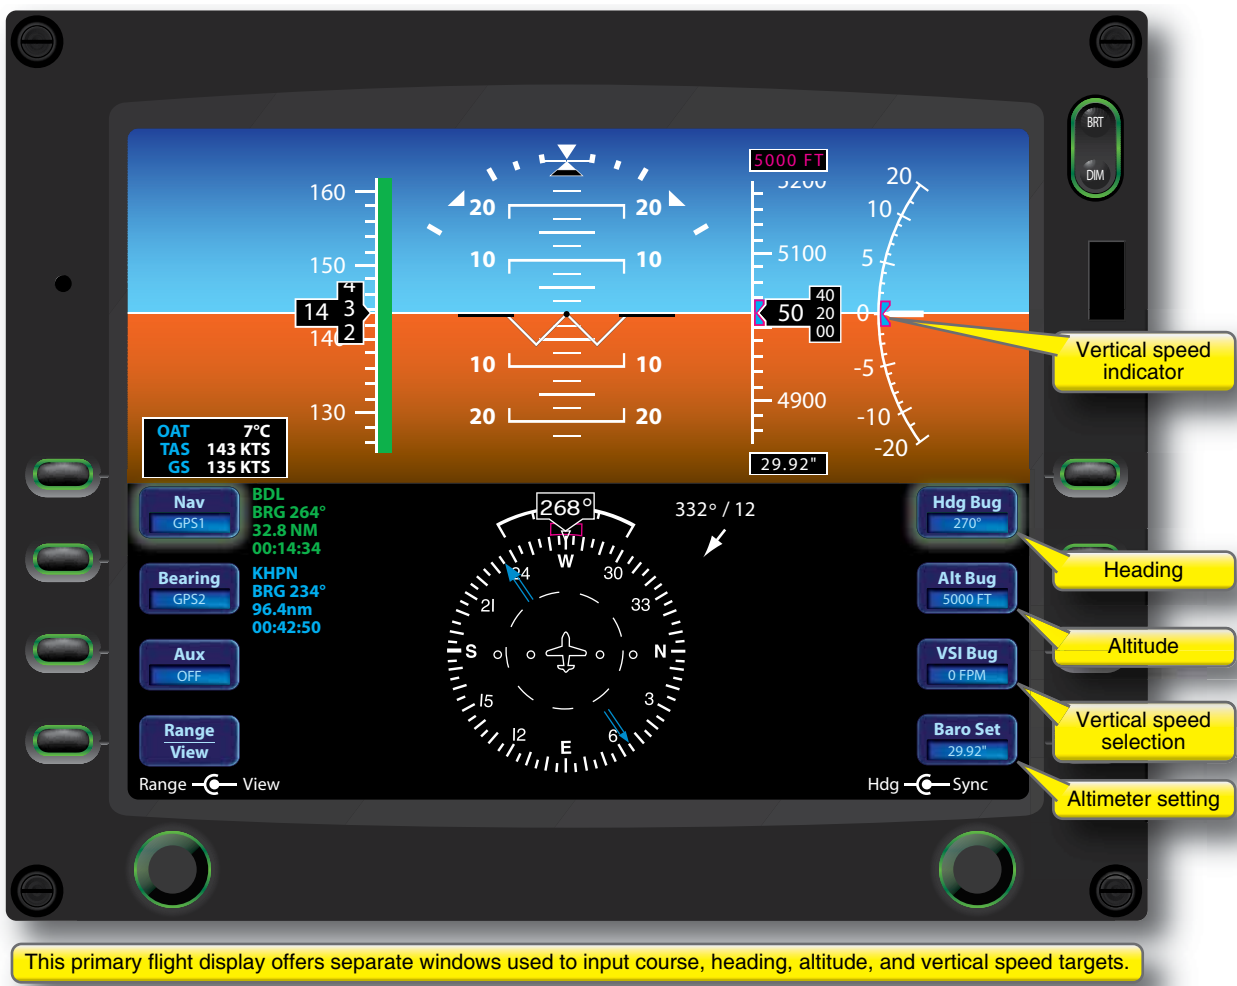 BRT
DIM
5000 FT
160
150
140
130
14
4
3
2
20 20
10 10
10 10
20 20
5200
5100
4900
50
40
20
00
20
10
5
0
-5
-10
-20
29.92"
Vertical speed
indicator
OAT 7°C
TAS 143 KTS
GS 135 KTS
Nav
GPS1
BDL
BRG 264°
32.8 NM
00:14:34
Bearing
GPS2
KHPN
BRG 234°
96.4nm
00:42:50
Aux
OFF
Range
View
Range View
268°
332° / 12
W
30
33
N
3
6
E
12
15
S
21
24
Hdg Bug
270°
Heading
Alt Bug
5000 FT
Altitude
VSI Bug
0 FPM
Vertical speed
selection
Baro Set
29.92"
Altimeter setting
Hdg Sync
This primary flight display offers separate windows used to input course, heading, altitude, and vertical speed targets.